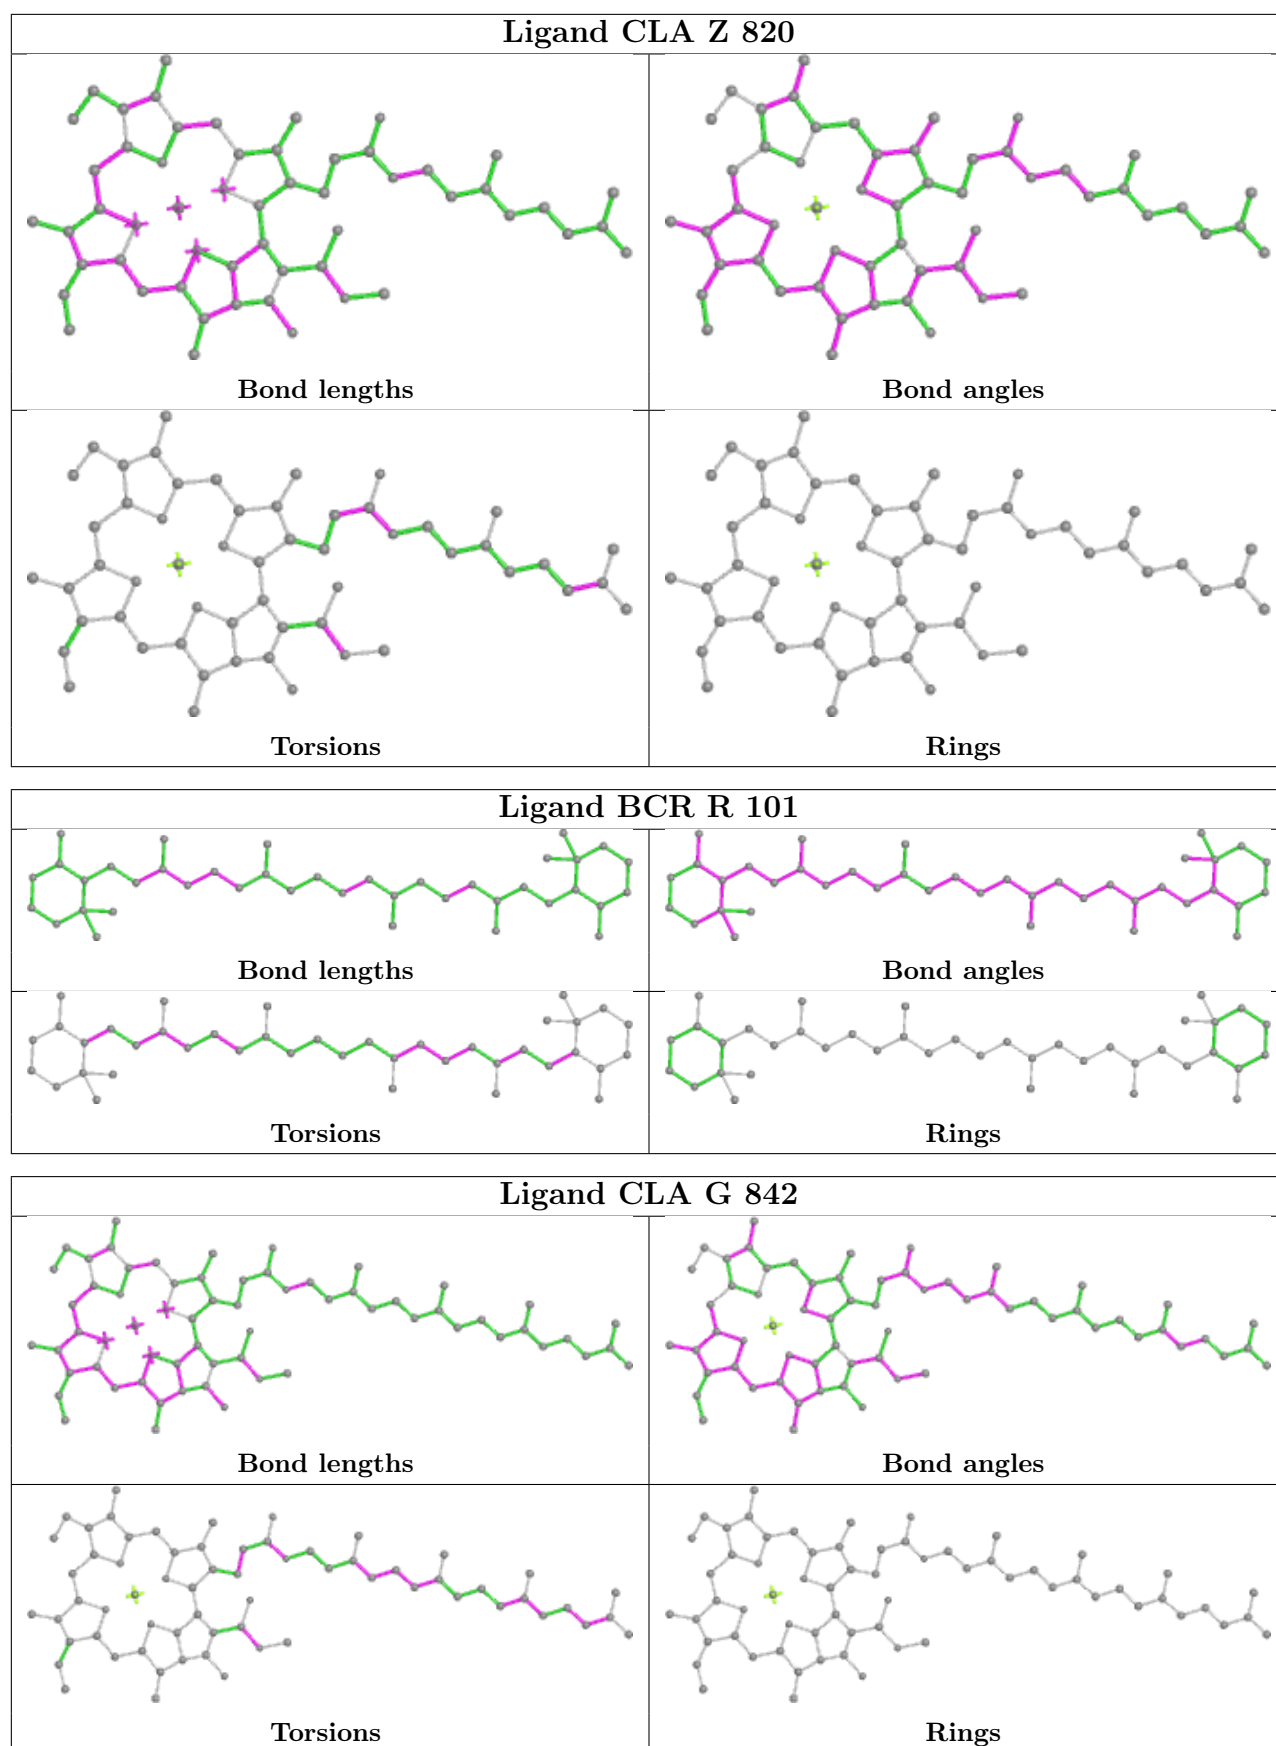 Ligand CLA Z 820
Bond lengths
Bond angles
Torsions
Rings
Ligand BCR R 101
Bond lengths
Bond angles
Torsions
Rings
Ligand CLA G 842
Bond lengths
Bond angles
Torsions
Rings